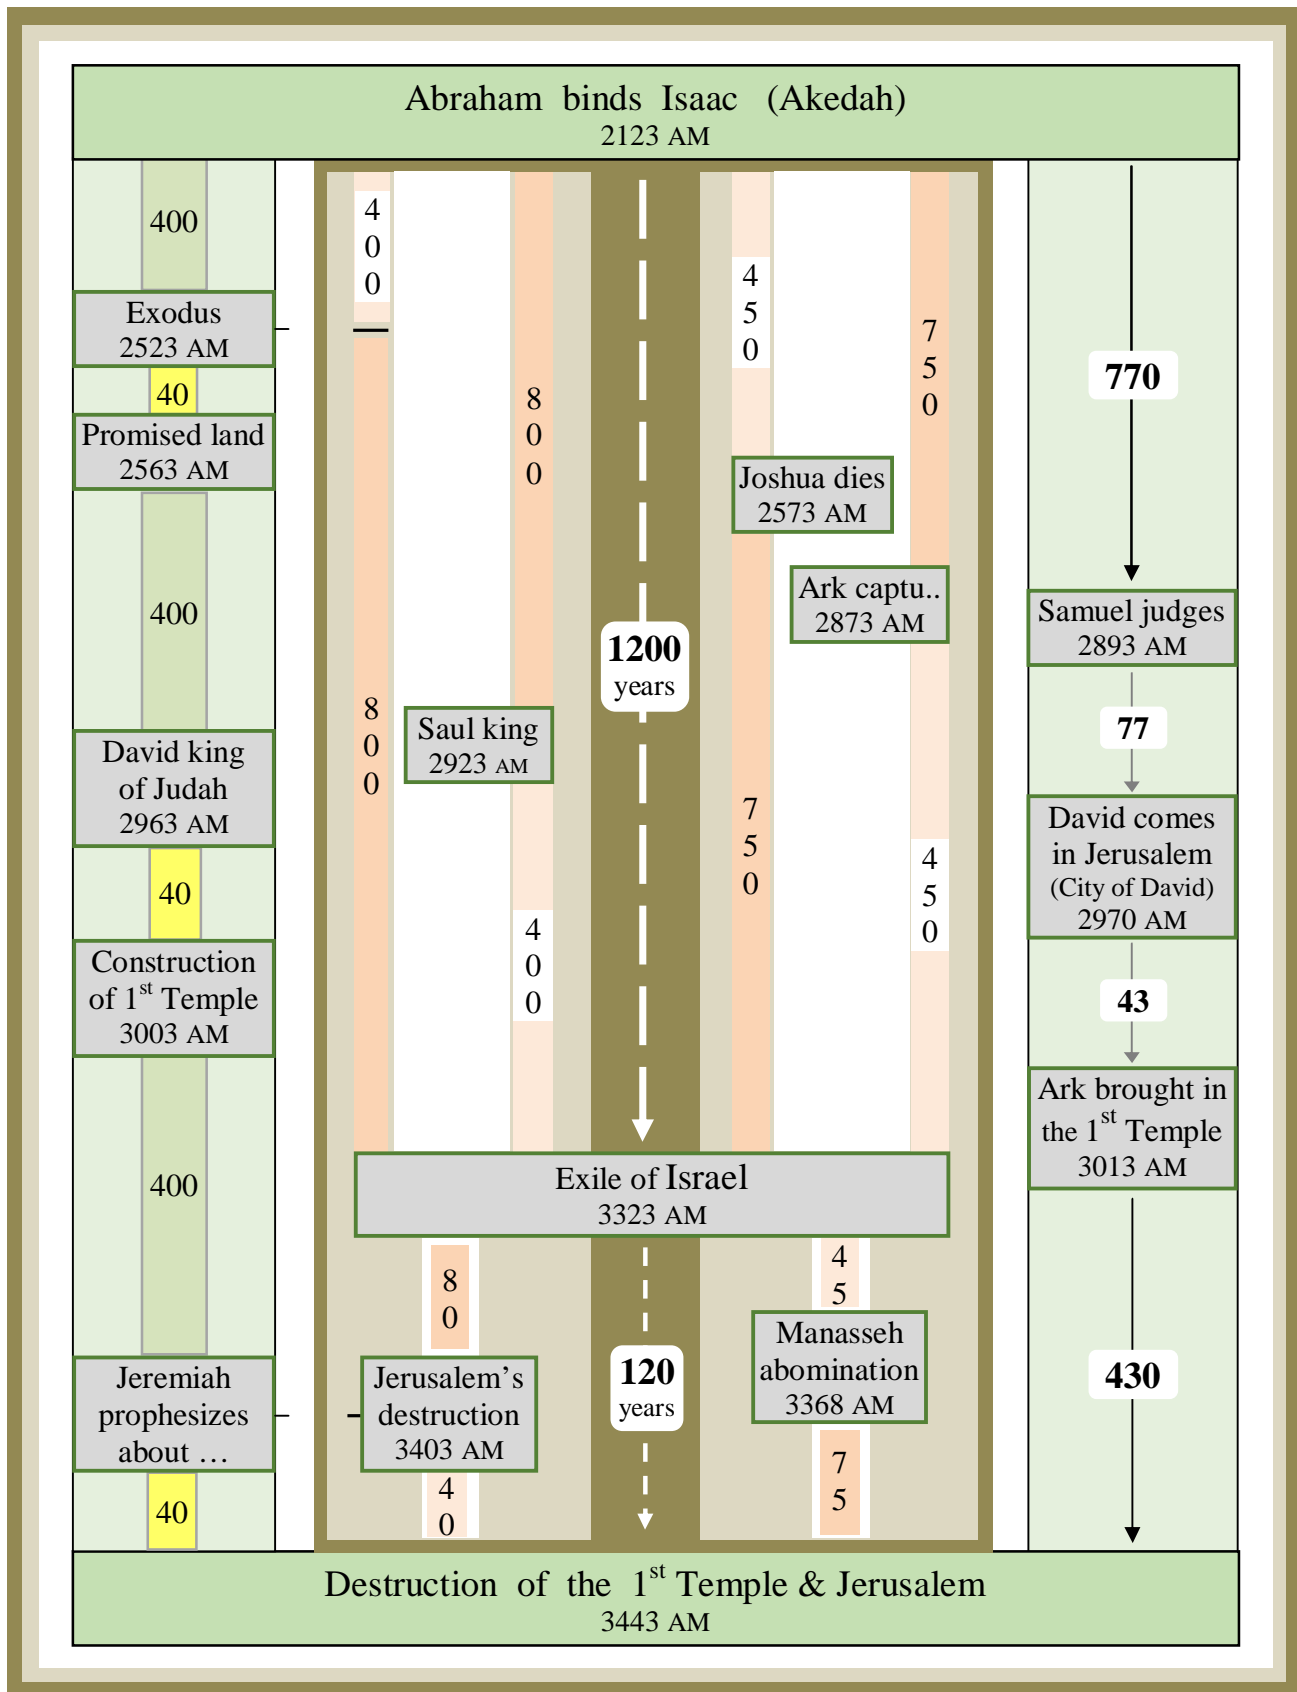 Abraham binds Isaac (Akedah)
2123 AM
400
Exodus
2523 AM
40
Promised land
2563 AM
400
David king
of Judah
2963 AM
40
Construction
of 1st Temple
3003 AM
400
Jeremiah
prophesizes
about …
40
4
0
0
8
0
0
8
0
0
Saul king
2923 AM
4
0
0
1200
years
4
5
0
Joshua dies
2573 AM
7
5
0
7
5
0
Ark captu..
2873 AM
4
5
0
Exile of Israel
3323 AM
8
0
Jerusalem’s
destruction
3403 AM
4
0
120
years
4
5
Manasseh
abomination
3368 AM
7
5
770
Samuel judges
2893 AM
77
David comes
in Jerusalem
(City of David)
2970 AM
43
Ark brought in
the 1st Temple
3013 AM
430
Destruction of the 1st Temple & Jerusalem
3443 AM